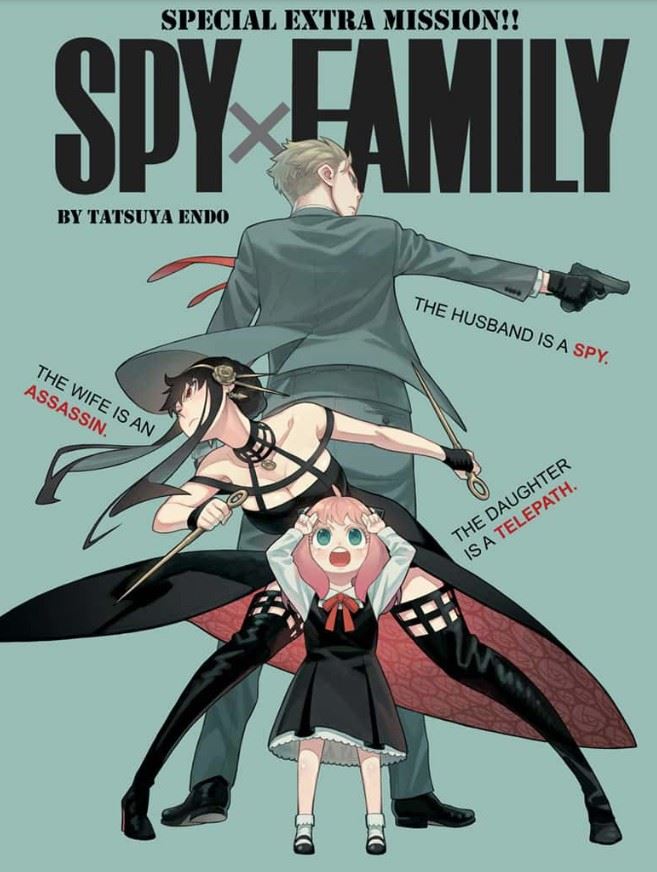 SPECIAL EXTRA MISSION!!
SPY×FAMILY
BY TATSUYA ENDO
THE HUSBAND IS A SPY.
THE WIFE IS AN
ASSASSIN.
THE DAUGHTER
IS A TELEPATH.